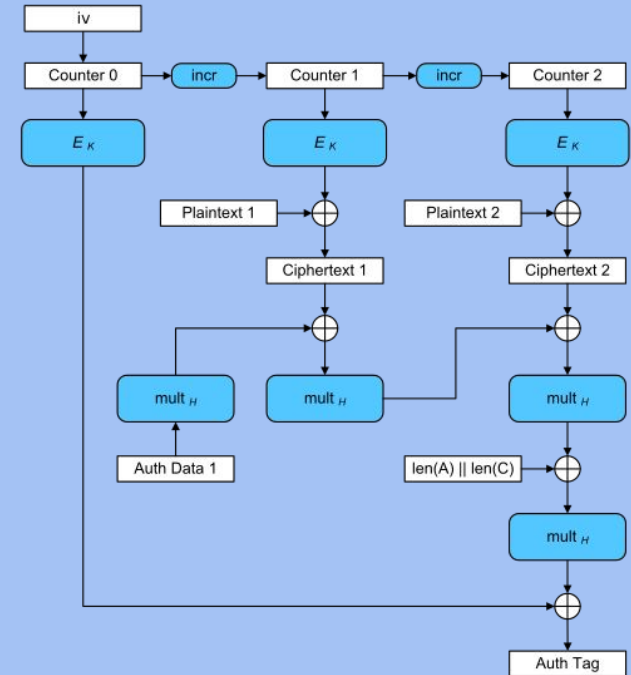 iv
Counter 0
incr
Counter 1
incr
Counter 2
E K
E K
E K
Plaintext 1
Plaintext 2
Ciphertext 1
Ciphertext 2
mult H
mult H
mult H
Auth Data 1
len(A) || len(C)
mult H
Auth Tag